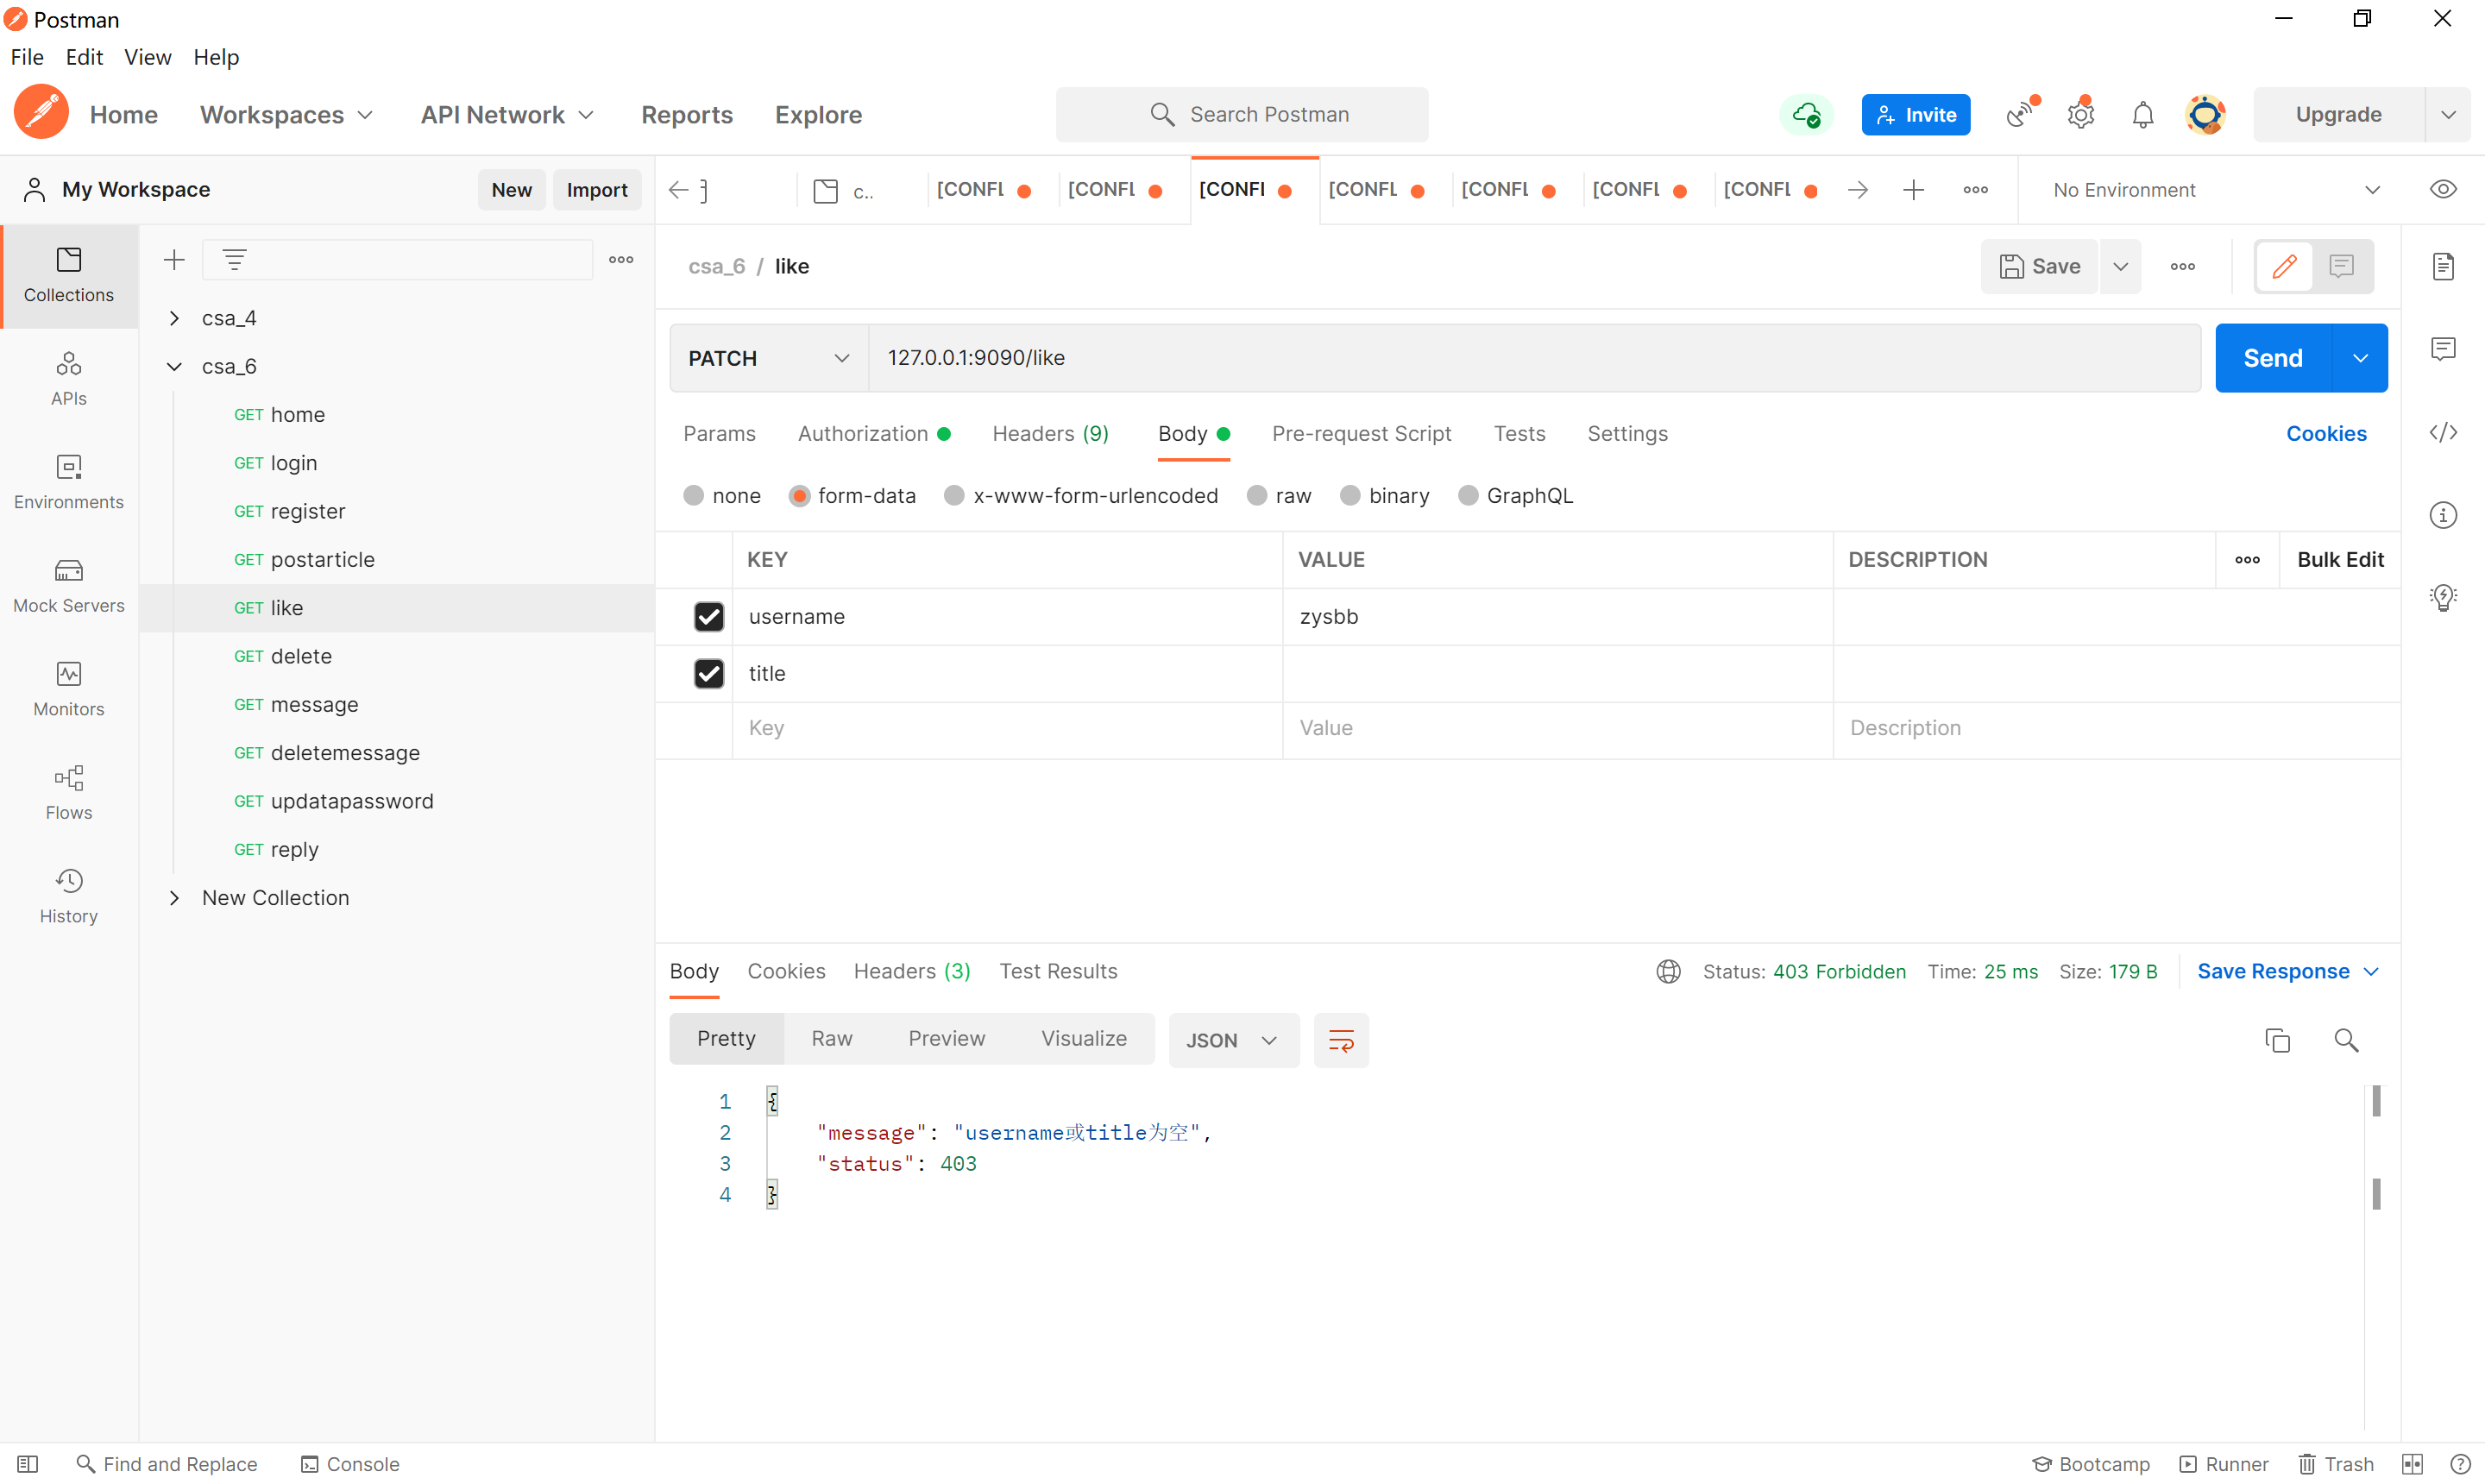 Postman
File Edit View Help
Home Workspaces API Network Reports Explore Search Postman Invite Upgrade
My Workspace New Import
c.. [CONFL [CONFL [CONFI [CONFL [CONFL [CONFL [CONFL No Environment
Collections
APIs
Environments
Mock Servers
Monitors
Flows
History
csa_4
csa_6
GET home
GET login
GET register
GET postarticle
GET like
GET delete
GET message
GET deletemessage
GET updatapassword
GET reply
New Collection
csa_6 / like Save
PATCH 127.0.0.1:9090/like Send
Params Authorization Headers (9) Body Pre-request Script Tests Settings Cookies
none form-data x-www-form-urlencoded raw binary GraphQL
KEY VALUE DESCRIPTION Bulk Edit
username zysbb
title
Key Value Description
Body Cookies Headers (3) Test Results Status: 403 Forbidden Time: 25 ms Size: 179 B Save Response
Pretty Raw Preview Visualize JSON
1 {
2 "message": "username或title为空",
3 "status": 403
4 }
Find and Replace Console Bootcamp Runner Trash